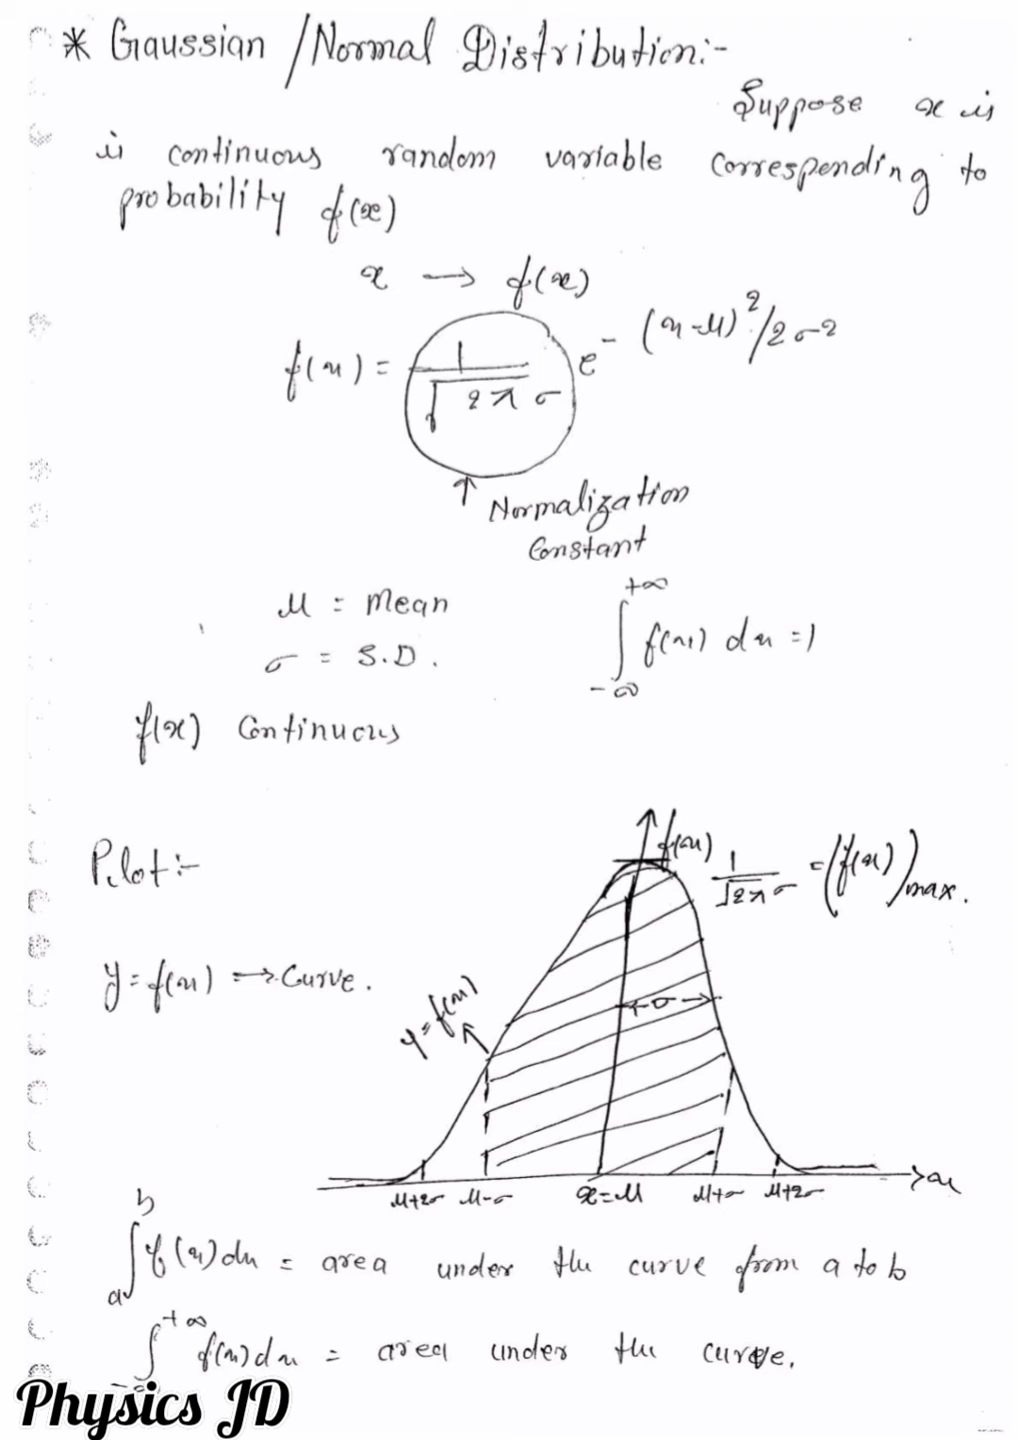 * Gaussian / Normal Distribution:-
Suppose x is
is continuous random variable corresponding to
probability f(x)
x → f(x)
f(x) = 1/√2π σ e^-(x-μ)²/2σ²
↑ Normalization
Constant
μ = Mean
σ = S.D.
∫_-∞^+∞ f(x) dx = 1
f(x) Continuous
Plot :-
f(x)
1/√2π σ = (f(x))max.
y = f(x) → Curve.
y = f(x)
σ
μ+2σ μ-σ x=μ μ+σ μ+2σ
x
∫_a^b f(x) dx = area under the curve from a to b
∫_-∞^+∞ f(x) dx = area under the curve.
Physics JD